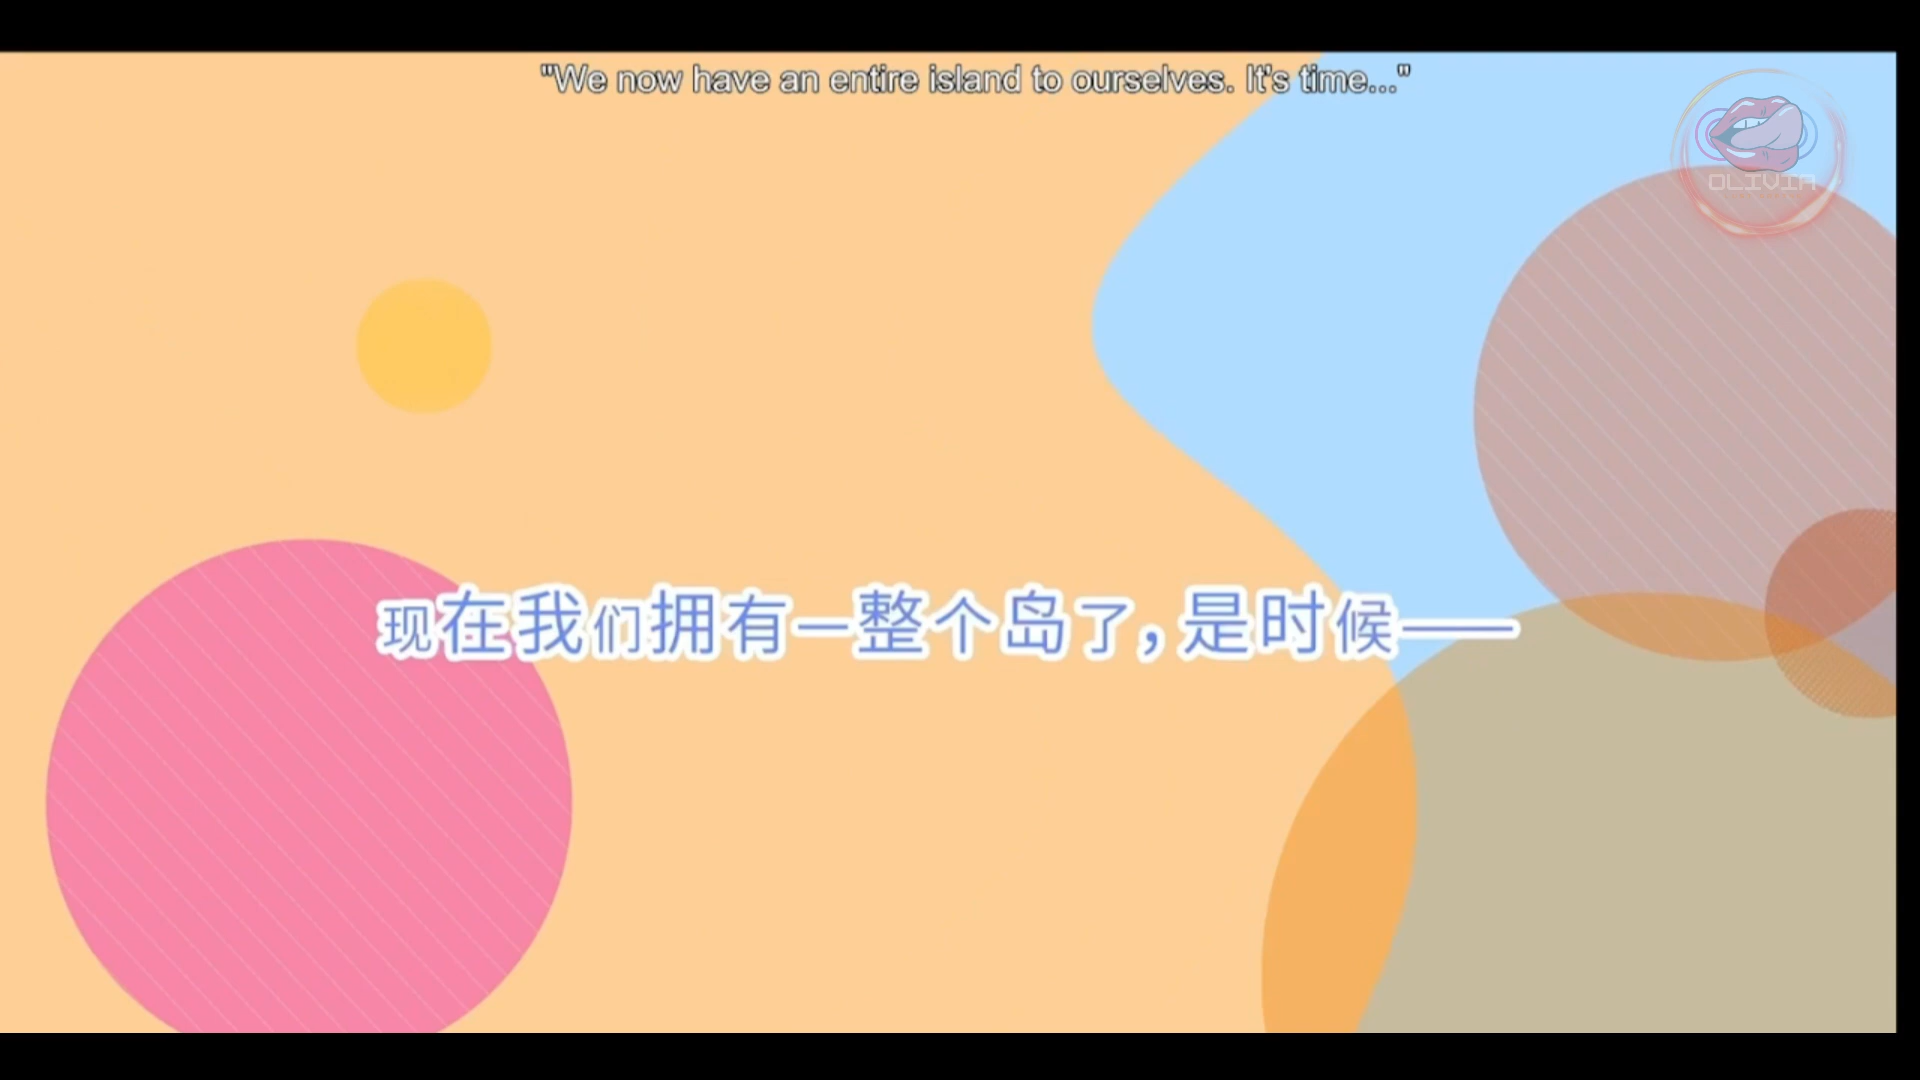 "We now have an entire island to ourselves. It's time..."
OLIVIA
现在我们拥有一整个岛了，是时候——